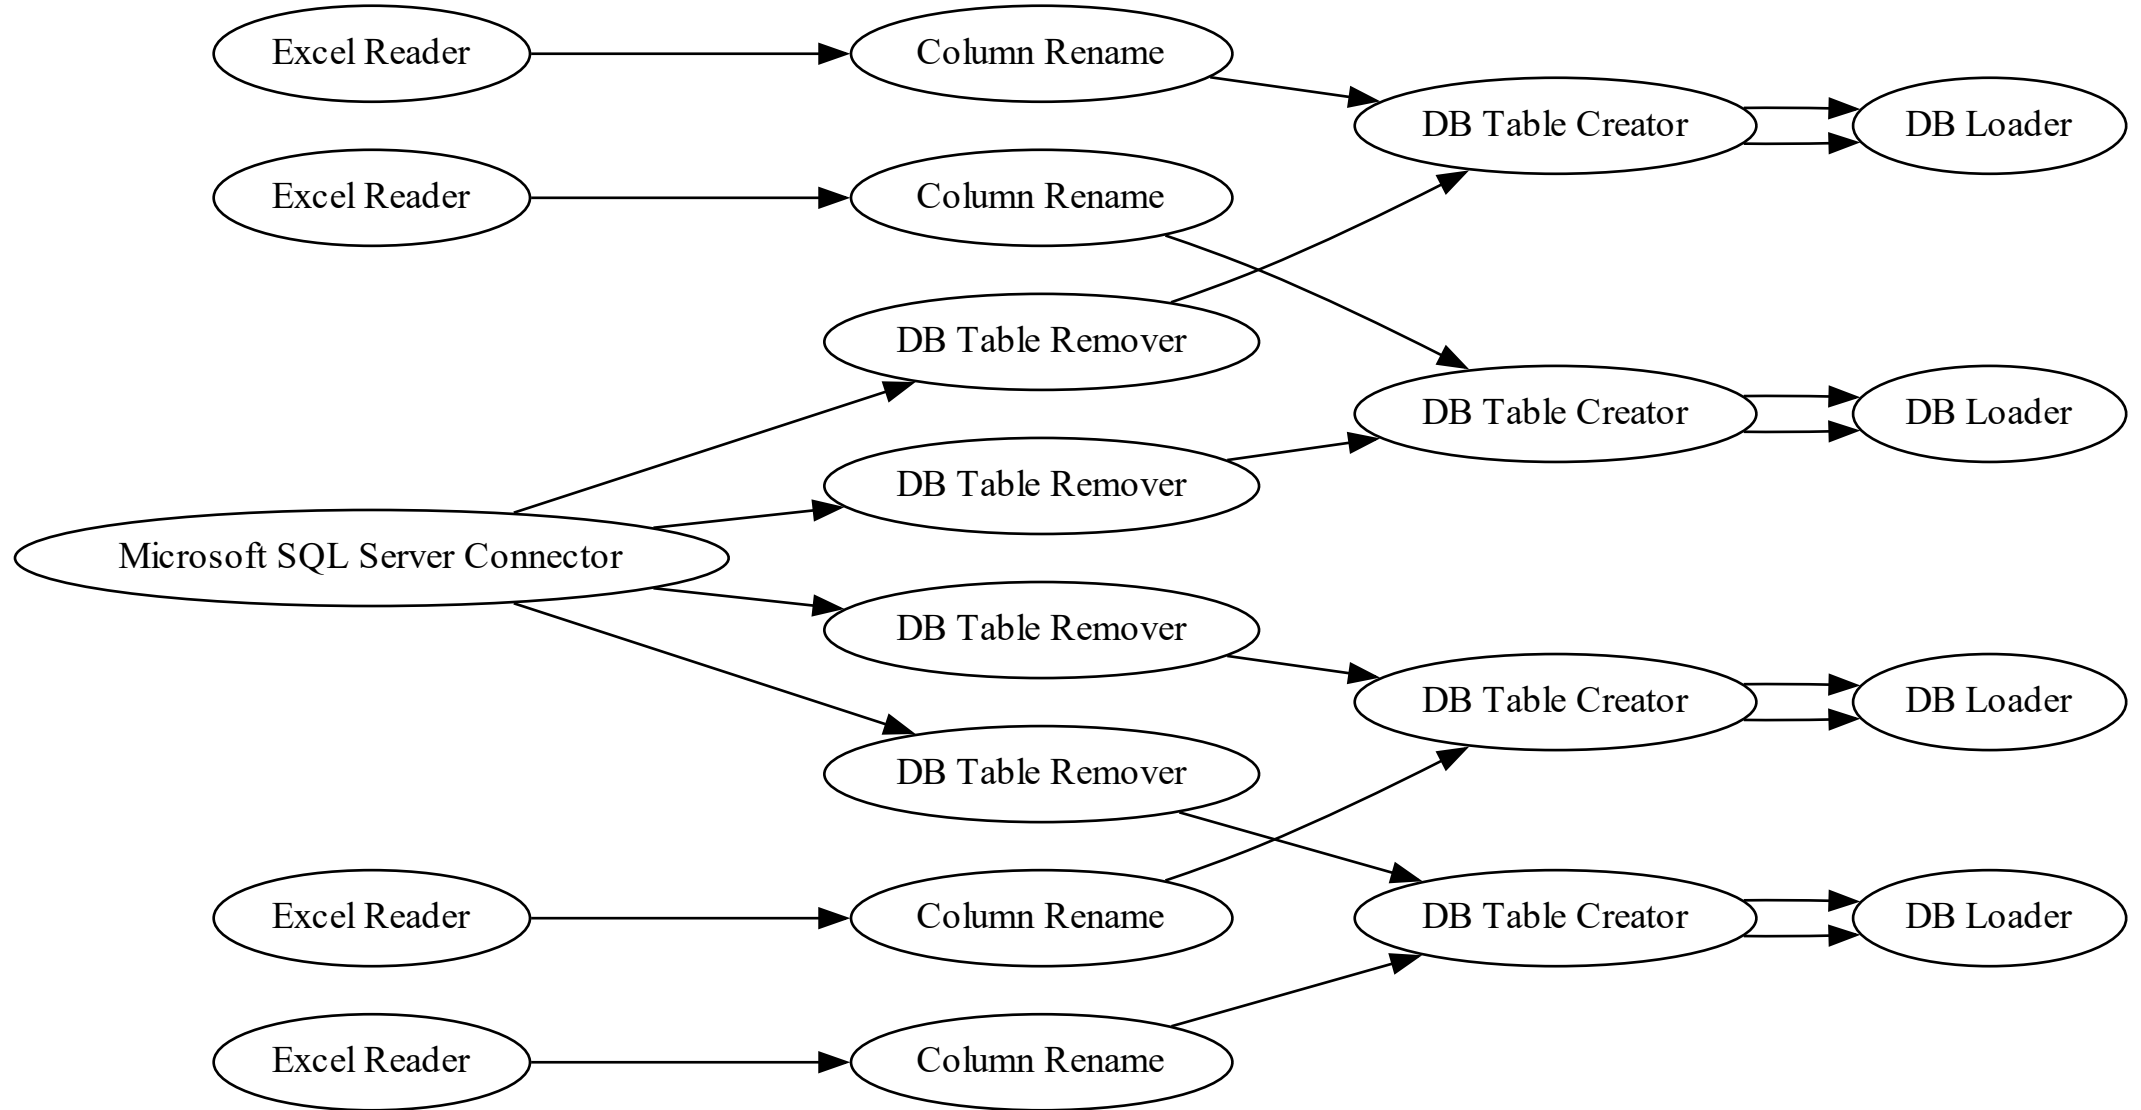 Excel Reader
Column Rename
DB Table Creator
DB Loader
Excel Reader
Column Rename
DB Table Remover
DB Table Creator
DB Loader
DB Table Remover
Microsoft SQL Server Connector
DB Table Remover
DB Table Creator
DB Loader
DB Table Remover
Excel Reader
Column Rename
DB Table Creator
DB Loader
Excel Reader
Column Rename